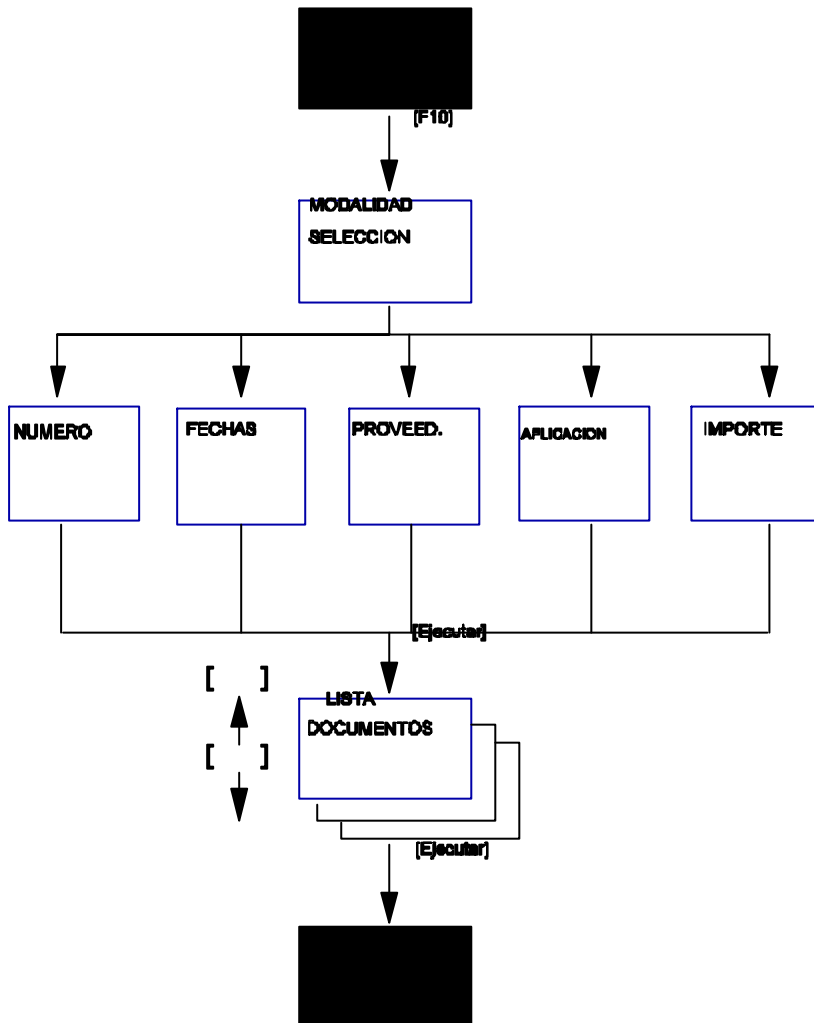 [F10]
MODALIDAD
SELECCION
NUMERO
FECHAS
PROVEED.
APLICACION
IMPORTE
[Ejecutar]
[ ]
[ ]
LISTA
DOCUMENTOS
[Ejecutar]